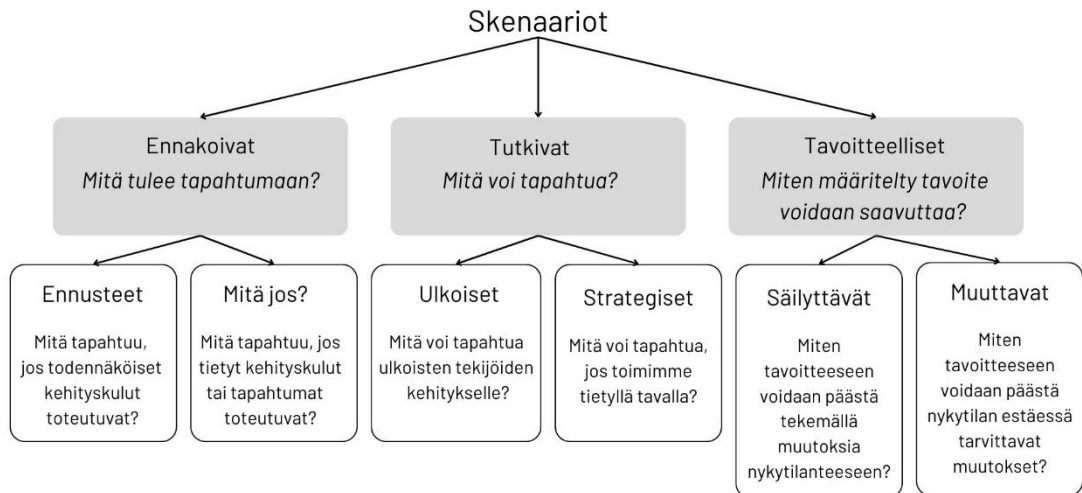 Skenaariot
Ennakoivat
Mitä tulee tapahtumaan?
Tutkivat
Mitä voi tapahtua?
Tavoitteelliset
Miten määritelty tavoite
voidaan saavuttaa?
Ennusteet
Mitä tapahtuu,
jos todennäköiset
kehityskulut
toteutuvat?
Mitä jos?
Mitä tapahtuu, jos
tietyt kehityskulut
tai tapahtumat
toteutuvat?
Ulkoiset
Mitä voi tapahtua
ulkoisten tekijöiden
kehitykselle?
Strategiset
Mitä voi tapahtua,
jos toimimme
tietyllä tavalla?
Säilyttävät
Miten
tavoitteeseen
voidaan päästä
tekemällä
muutoksia
nykytilanteeseen?
Muuttavat
Miten
tavoitteeseen
voidaan päästä
nykytilan estäessä
tarvittavat
muutokset?